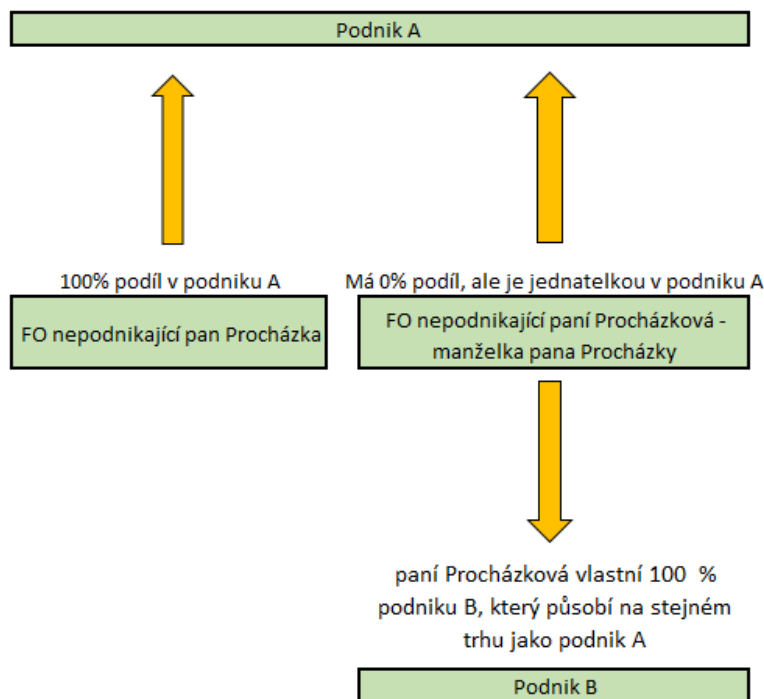 Podnik A
100% podíl v podniku A
Má 0% podíl, ale je jednatelkou v podniku A
FO nepodnikající pan Procházka
FO nepodnikající paní Procházková -
manželka pana Procházky
paní Procházková vlastní 100 %
podniku B, který působí na stejném
trhu jako podnik A
Podnik B